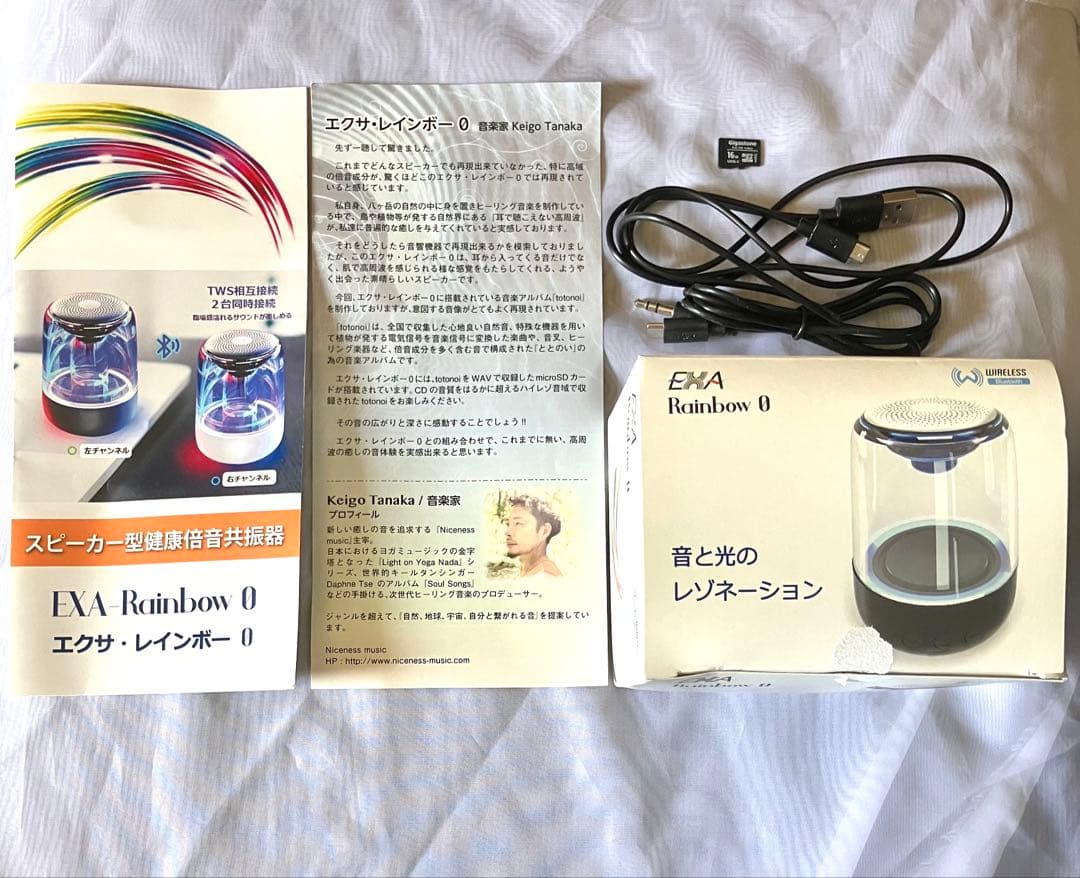 TWS相互接続
2台同時接続
臨場感溢れるサウンドが楽しめる
左チャンネル
右チャンネル
スピーカー型健康倍音共振器
EXA-Rainbow 0
エクサ・レインボー 0
エクサ・レインボー 0 音楽家 Keigo Tanaka
先ず一聴して驚きました。
これまでどんなスピーカーでも再現出来ていなかった、特に高域
の倍音成分が、驚くほどこのエクサ・レインボー0では再現されて
いると感じています。
私自身、八ヶ岳の自然の中に身を置きヒーリング音楽を制作してい
る中で、鳥や植物等が発する自然界にある『耳で聴こえない高周波』
が、私達に普遍的な癒しを与えてくれていると実感しております。
それをどうしたら音響機器で再現出来るかを模索しておりまし
たが、このエクサ・レインボー0は、耳から入ってくる音だけでな
く、肌で高周波を感じられる様な感覚をもたらしてくれる、ようや
く出会った素晴らしいスピーカーです。
今回、エクサ・レインボー0に搭載されている音楽アルバム『totonoi』
を制作しておりますが、意図する音像がとてもよく再現されています。
『totonoi』は、全国で収集した心地良い自然音、特殊な機器を用い
て植物が発する電気信号を音楽信号に変換した楽曲や、音叉、ヒー
リング楽器など、倍音成分を多く含む音で構成された『ととのい』の
為の音楽アルバムです。
エクサ・レインボー0には、totonoiをWAVで収録したmicroSDカー
ドが搭載されています。CDの音質をはるかに超えるハイレゾ音域で収
録された totonoi をお楽しみください。
その音の広がりと深さに感動することでしょう!!
エクサ・レインボー0との組み合わせで、これまでに無い、高周
波の癒しの音体験を実感出来ると思います。
Keigo Tanaka / 音楽家
プロフィール
新しい癒しの音を追求する『Niceness
music』主宰。
日本におけるヨガミュージックの金字
塔となった『Light on Yoga Nada』シ
リーズ、世界的キールタンシンガー
Daphne Tse のアルバム『Soul Songs』
などの手掛ける、次世代ヒーリング音楽のプロデューサー。
ジャンルを超えて、『自然、地球、宇宙、自分と繋がれる音』を提案してい
ます。
Niceness music
HP : http://www.niceness-music.com
Gigastone
16GB
EXA
Rainbow 0
WIRELESS
Bluetooth
音と光の
レゾネーション
EXA
Rainbow 0